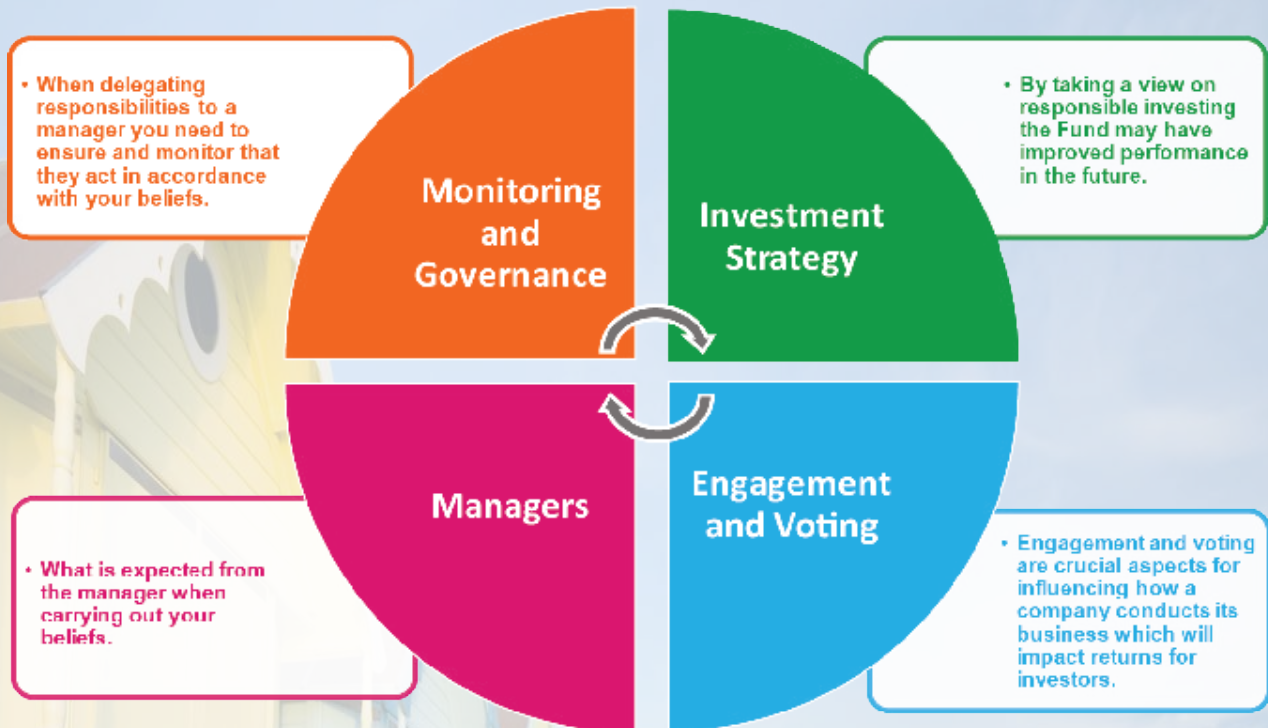 • When delegating
responsibilities to a
manager you need to
ensure and monitor that
they act in accordance
with your beliefs.
Monitoring
and
Governance
Investment
Strategy
• By taking a view on
responsible investing
the Fund may have
improved performance
in the future.
• What is expected from
the manager when
carrying out your
beliefs.
Managers
Engagement
and Voting
• Engagement and voting
are crucial aspects for
influencing how a
company conducts its
business which will
impact returns for
investors.